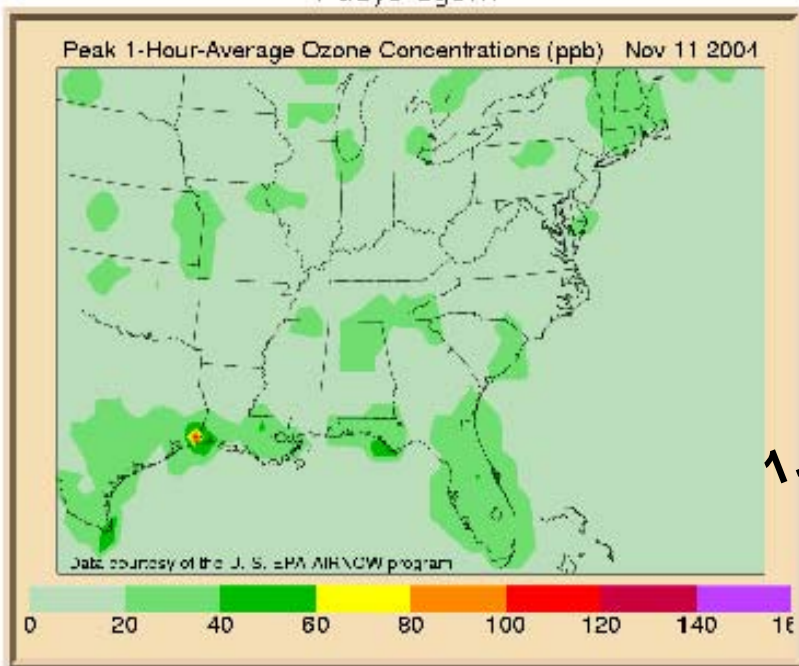 Peak 1-Hour-Average Ozone Concentrations (ppb) Nov 11 2004
Data courtesy of the U. S. EPA AIRNOW program
0 20 40 60 80 100 120 140 16